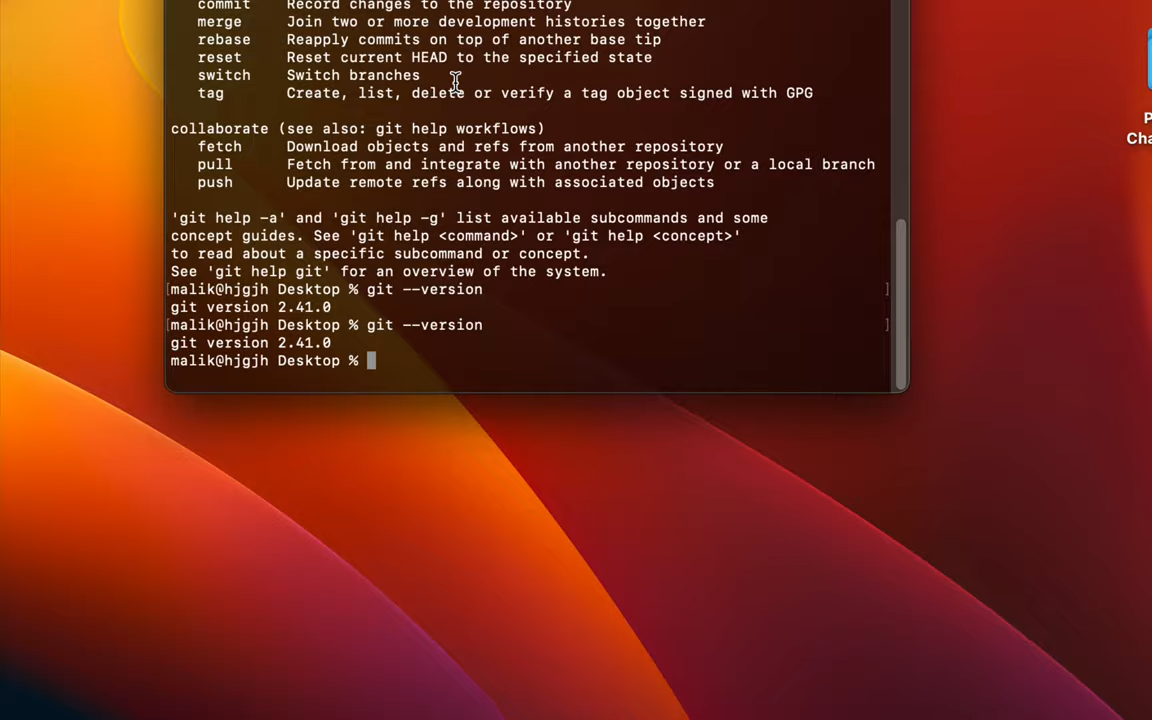 commit    Record changes to the repository
merge     Join two or more development histories together
rebase    Reapply commits on top of another base tip
reset     Reset current HEAD to the specified state
switch    Switch branches
tag       Create, list, delete or verify a tag object signed with GPG
collaborate (see also: git help workflows)
fetch     Download objects and refs from another repository
pull      Fetch from and integrate with another repository or a local branch
push      Update remote refs along with associated objects
'git help -a' and 'git help -g' list available subcommands and some
concept guides. See 'git help <command>' or 'git help <concept>'
to read about a specific subcommand or concept.
See 'git help git' for an overview of the system.
[malik@hjgjh Desktop % git --version ]
git version 2.41.0
[malik@hjgjh Desktop % git --version ]
git version 2.41.0
malik@hjgjh Desktop %